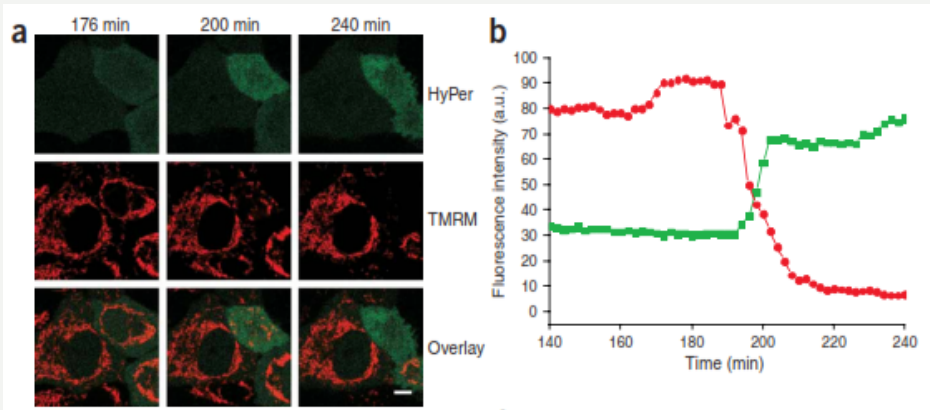 a
176 min 200 min 240 min
HyPer
TMRM
Overlay
b
Fluorescence intensity (a.u.)
100
90
80
70
60
50
40
30
20
10
0
140 160 180 200 220 240
Time (min)